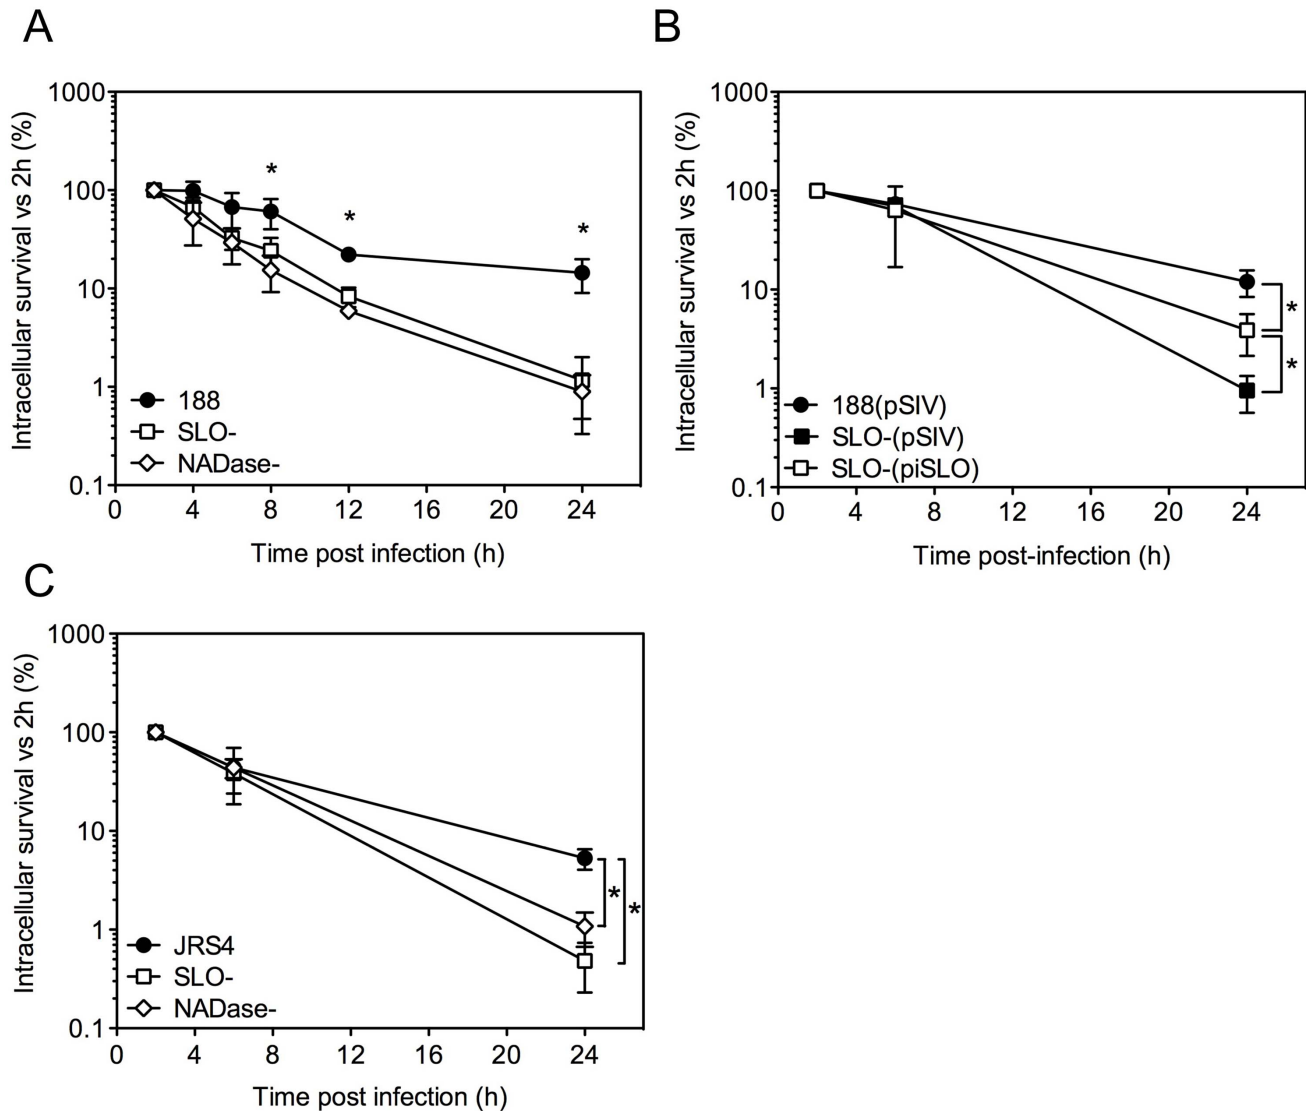 A
Intracellular survival vs 2h (%)
1000
100
10
1
0.1
*
*
*
188
SLO-
NADase-
0 4 8 12 16 20 24
Time post infection (h)
B
Intracellular survival vs 2h (%)
1000
100
10
1
0.1
*
*
188(pSIV)
SLO-(pSIV)
SLO-(piSLO)
0 4 8 12 16 20 24
Time post-infection (h)
C
Intracellular survival vs 2h (%)
1000
100
10
1
0.1
*
*
JRS4
SLO-
NADase-
0 4 8 12 16 20 24
Time post infection (h)